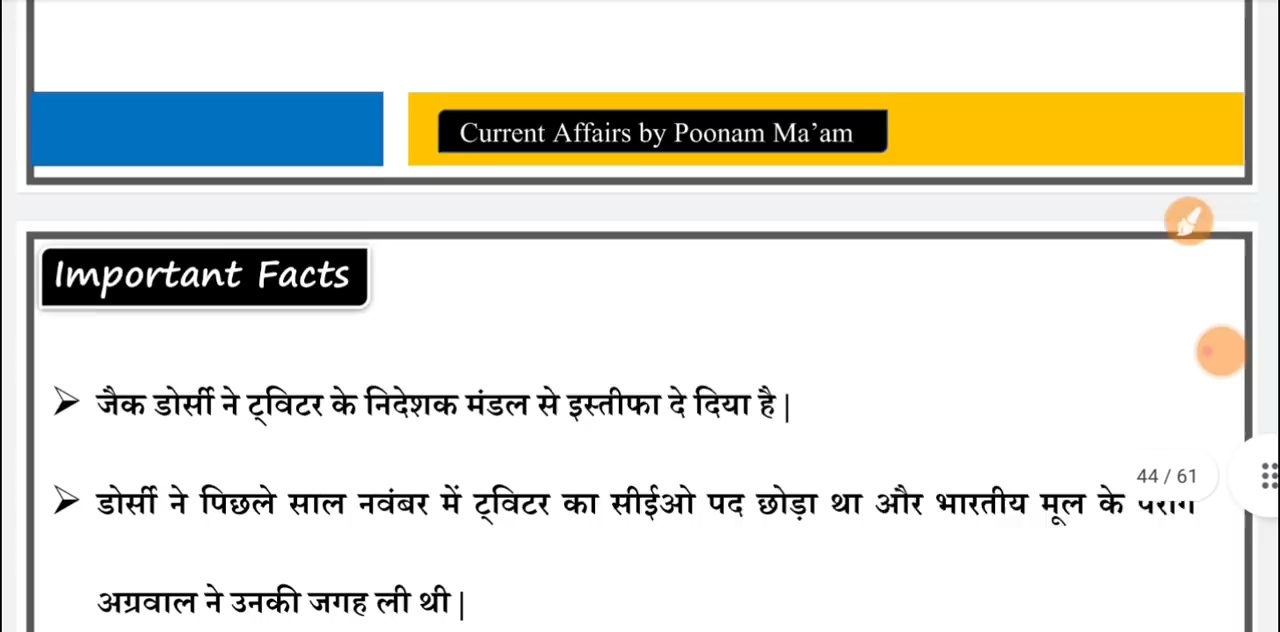 Current Affairs by Poonam Ma’am
Important Facts
➢ जैक डोर्सी ने ट्विटर के निदेशक मंडल से इस्तीफा दे दिया है |
44 / 61
➢ डोर्सी ने पिछले साल नवंबर में ट्विटर का सीईओ पद छोड़ा था और भारतीय मूल के पराग
अग्रवाल ने उनकी जगह ली थी |